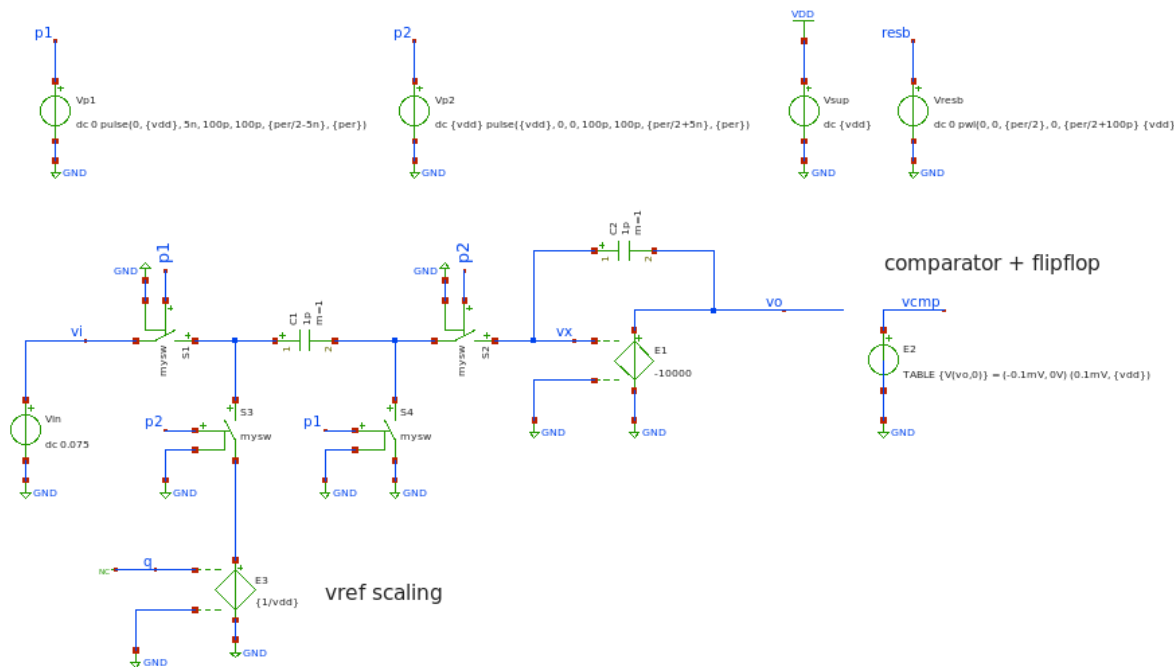 p1
p2
VDD
resb
Vp1
dc 0 pulse(0, {vdd}, 5n, 100p, 100p, {per/2-5n}, {per})
Vp2
dc {vdd} pulse({vdd}, 0, 0, 100p, 100p, {per/2+5n}, {per})
Vsup
dc {vdd}
Vresb
dc 0 pwl(0, 0, {per/2}, 0, {per/2+100p} {vdd}
GND
GND
GND
GND
C2
1p
m=1
1
2
p1
p2
GND
GND
comparator + flipflop
vi
mysw
S1
C1
1p
m=1
1
2
mysw
S2
vx
vo
vcmp
E1
-10000
E2
TABLE {V(vo,0)} = (-0.1mV, 0V) (0.1mV, {vdd})
Vin
dc 0.075
p2
S3
mysw
p1
S4
mysw
GND
GND
GND
GND
GND
GND
GND
NC
q
E3
{1/vdd}
vref scaling
GND
GND